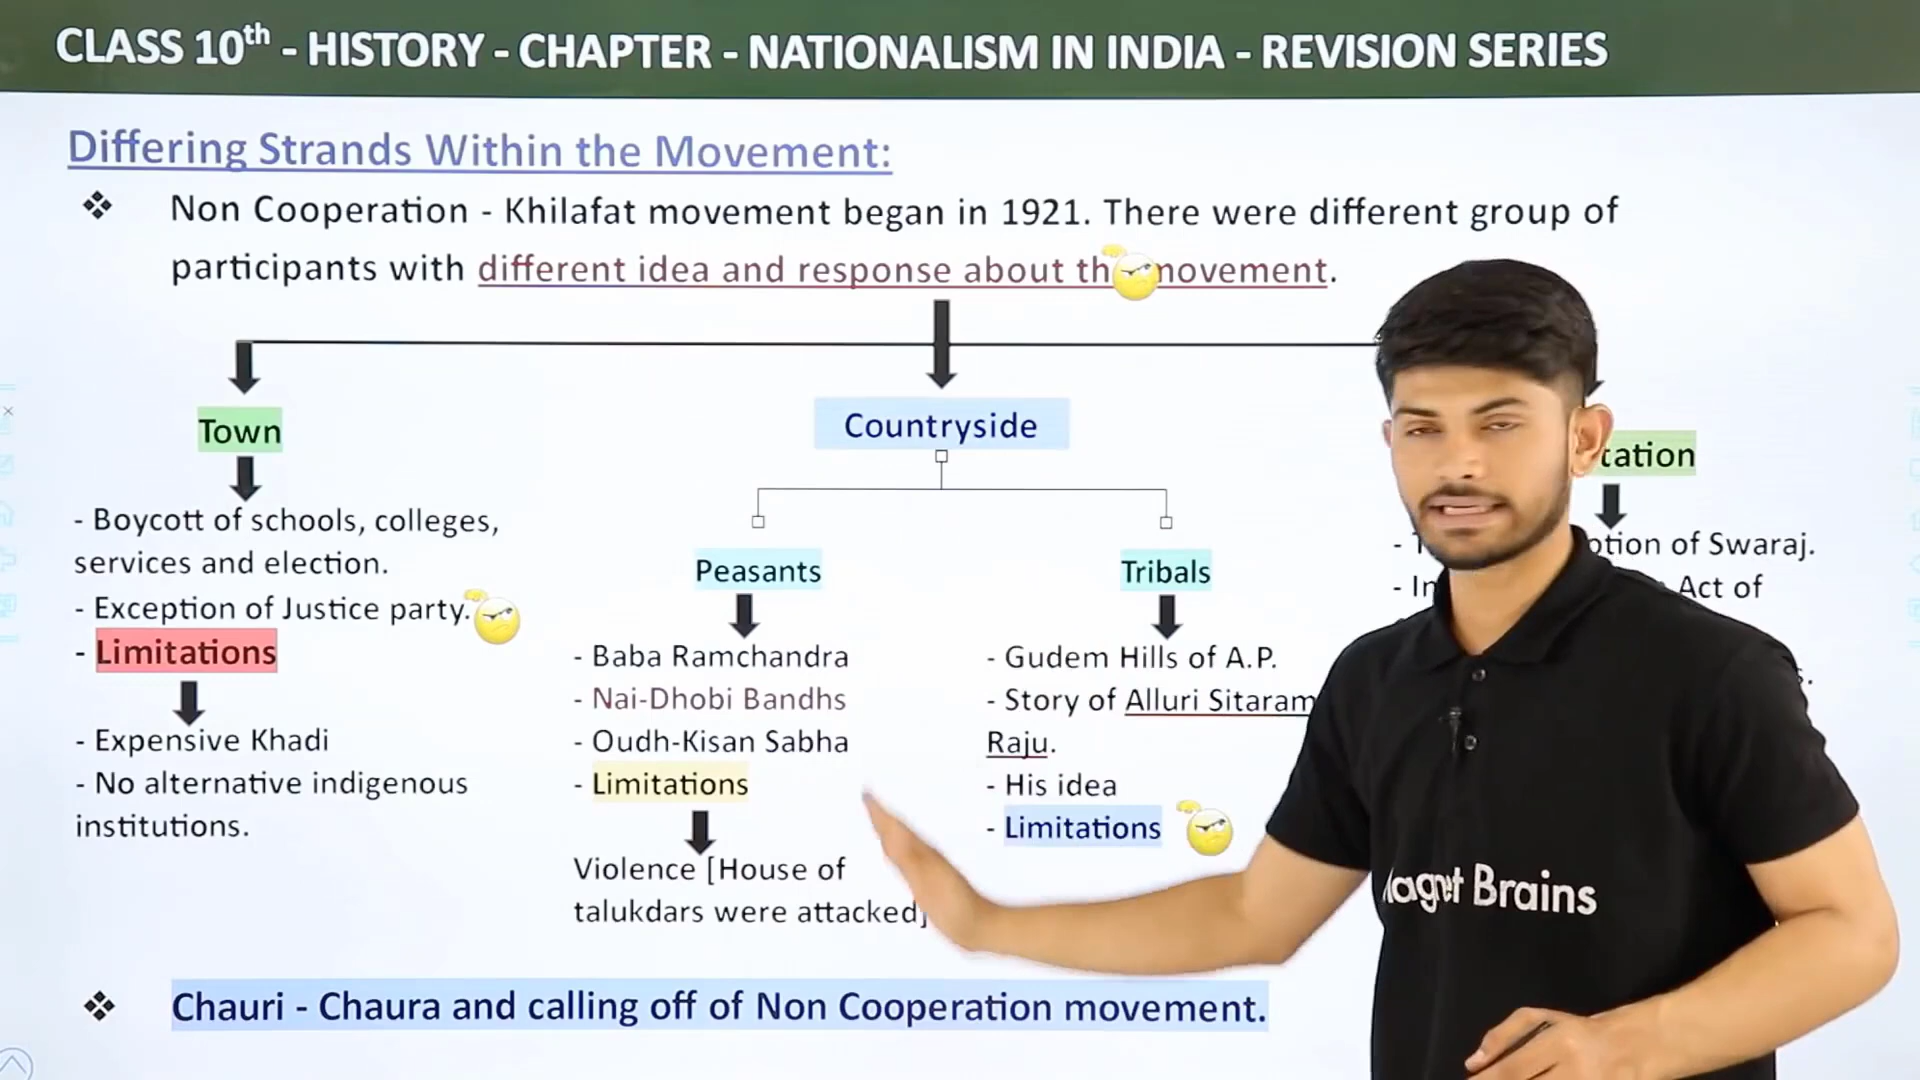 CLASS 10th - HISTORY - CHAPTER - NATIONALISM IN INDIA - REVISION SERIES
Differing Strands Within the Movement:
Non Cooperation - Khilafat movement began in 1921. There were different group of
participants with different idea and response about th movement.
Town
- Boycott of schools, colleges,
services and election.
- Exception of Justice party.
- Limitations
- Expensive Khadi
- No alternative indigenous
institutions.
Countryside
Peasants
- Baba Ramchandra
- Nai-Dhobi Bandhs
- Oudh-Kisan Sabha
- Limitations
Violence [House of
talukdars were attacked]
Tribals
- Gudem Hills of A.P.
- Story of Alluri Sitaram
Raju.
- His idea
- Limitations
tation
ption of Swaraj.
- In Act of
s.
Chauri - Chaura and calling off of Non Cooperation movement.
Magnet Brains